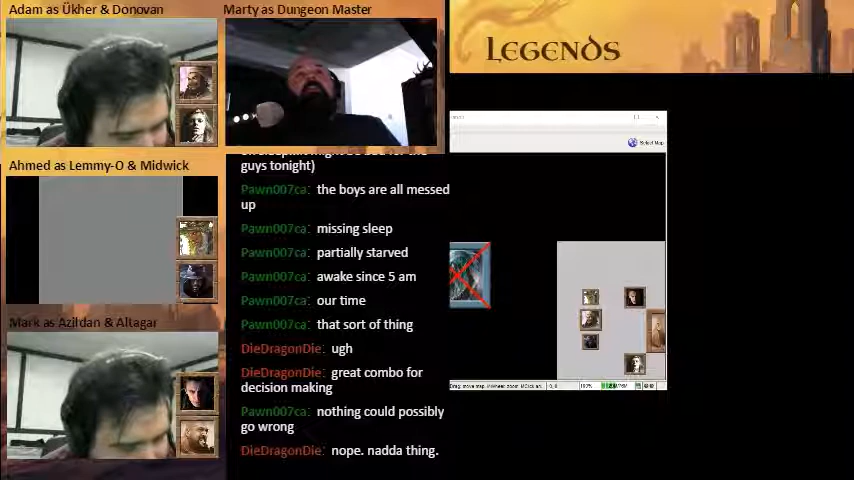 Adam as Ükher & Donovan
Marty as Dungeon Master
LEGENDS
Select Map
Ahmed as Lemmy-O & Midwick
guys tonight)
Pawn007ca: the boys are all messed
up
Pawn007ca: missing sleep
Pawn007ca: partially starved
Pawn007ca: awake since 5 am
Pawn007ca: our time
Mark as Azildan & Altagar
Pawn007ca: that sort of thing
DieDragonDie: ugh
DieDragonDie: great combo for
decision making
Pawn007ca: nothing could possibly
go wrong
DieDragonDie: nope. nadda thing.